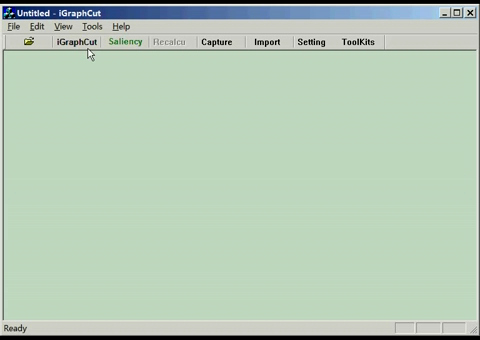 Untitled - iGraphCut
File Edit View Tools Help
iGraphCut Saliency Recalcu Capture Import Setting ToolKits
Ready